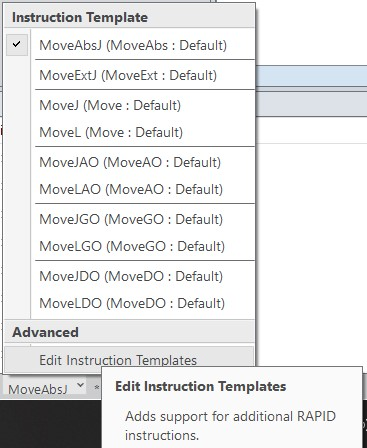 Instruction Template
MoveAbsJ (MoveAbs : Default)
MoveExtJ (MoveExt : Default)
MoveJ (Move : Default)
MoveL (Move : Default)
MoveJAO (MoveAO : Default)
MoveLAO (MoveAO : Default)
MoveJGO (MoveGO : Default)
MoveLGO (MoveGO : Default)
MoveJDO (MoveDO : Default)
MoveLDO (MoveDO : Default)
Advanced
Edit Instruction Templates
MoveAbsJ *
Edit Instruction Templates
Adds support for additional RAPID
instructions.